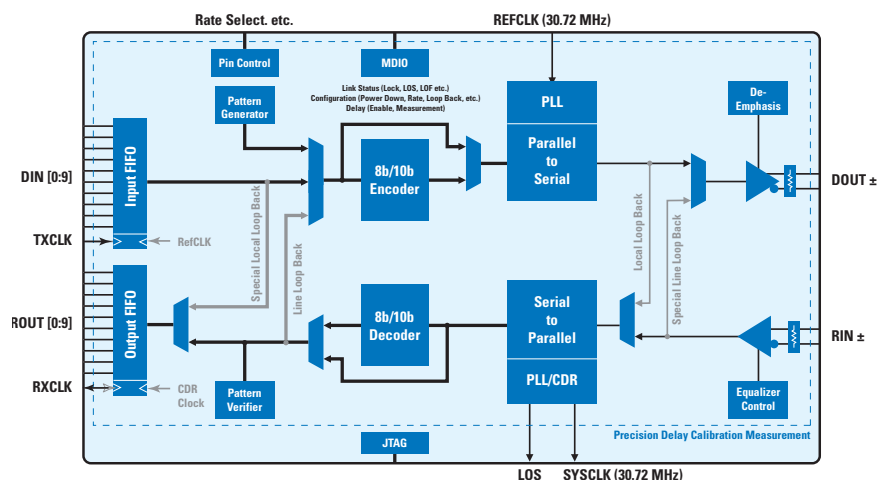 Rate Select. etc.
REFCLK (30.72 MHz)
Pin Control
MDIO
Link Status (Lock, LOS, LOF etc.)
Configuration (Power Down, Rate, Loop Back, etc.)
Delay (Enable, Measurement)
Pattern
Generator
PLL
De-
Emphasis
Input FIFO
8b/10b
Encoder
Parallel
to
Serial
DIN [0:9]
DOUT ±
TXCLK
RefCLK
Special Local Loop Back
Line Loop Back
Local Loop Back
Special Line Loop Back
Output FIFO
8b/10b
Decoder
Serial
to
Parallel
ROUT [0:9]
RIN ±
PLL/CDR
RXCLK
CDR
Clock
Pattern
Verifier
Equalizer
Control
Precision Delay Calibration Measurement
JTAG
LOS
SYSCLK (30.72 MHz)